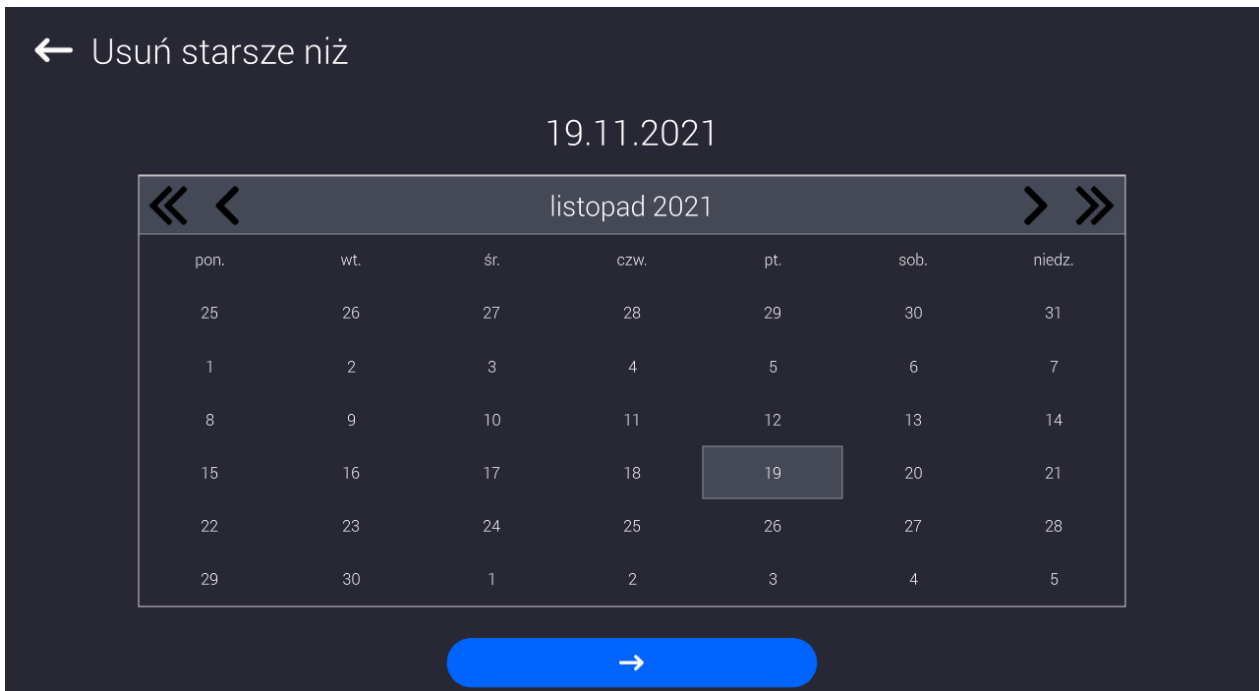 Usuń starsze niż
19.11.2021
listopad 2021
pon. wt. śr. czw. pt. sob. niedz.
25 26 27 28 29 30 31
1 2 3 4 5 6 7
8 9 10 11 12 13 14
15 16 17 18 19 20 21
22 23 24 25 26 27 28
29 30 1 2 3 4 5